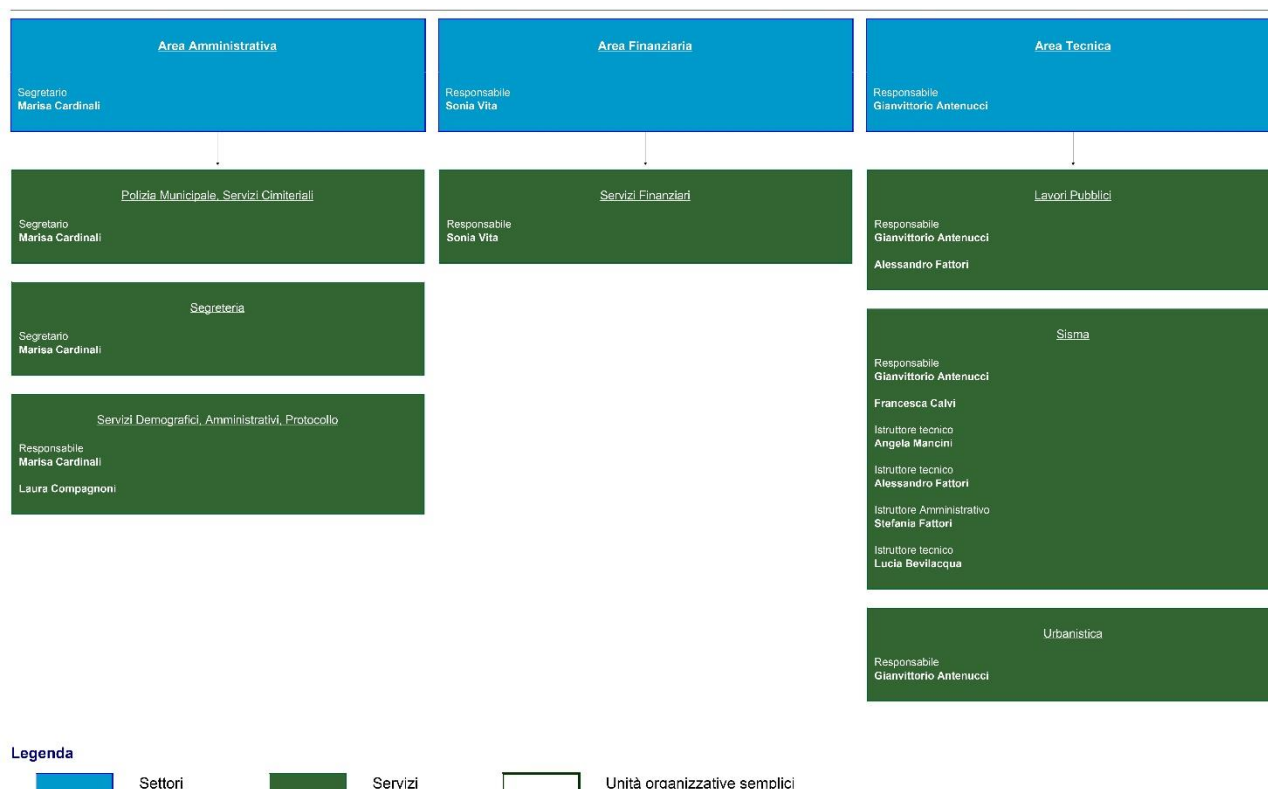 Area Amministrativa
Segretario
Marisa Cardinali
Polizia Municipale, Servizi Cimiteriali
Segretario
Marisa Cardinali
Segreteria
Segretario
Marisa Cardinali
Servizi Demografici, Amministrativi, Protocollo
Responsabile
Marisa Cardinali
Laura Compagnoni
Area Finanziaria
Responsabile
Sonia Vita
Servizi Finanziari
Responsabile
Sonia Vita
Area Tecnica
Responsabile
Gianvittorio Antenucci
Lavori Pubblici
Responsabile
Gianvittorio Antenucci
Alessandro Fattori
Sisma
Responsabile
Gianvittorio Antenucci
Francesca Calvi
Istruttore tecnico
Angela Mancini
Istruttore tecnico
Alessandro Fattori
Istruttore Amministrativo
Stefania Fattori
Istruttore tecnico
Lucia Bevilacqua
Urbanistica
Responsabile
Gianvittorio Antenucci
Legenda
Settori
Servizi
Unità organizzative semplici